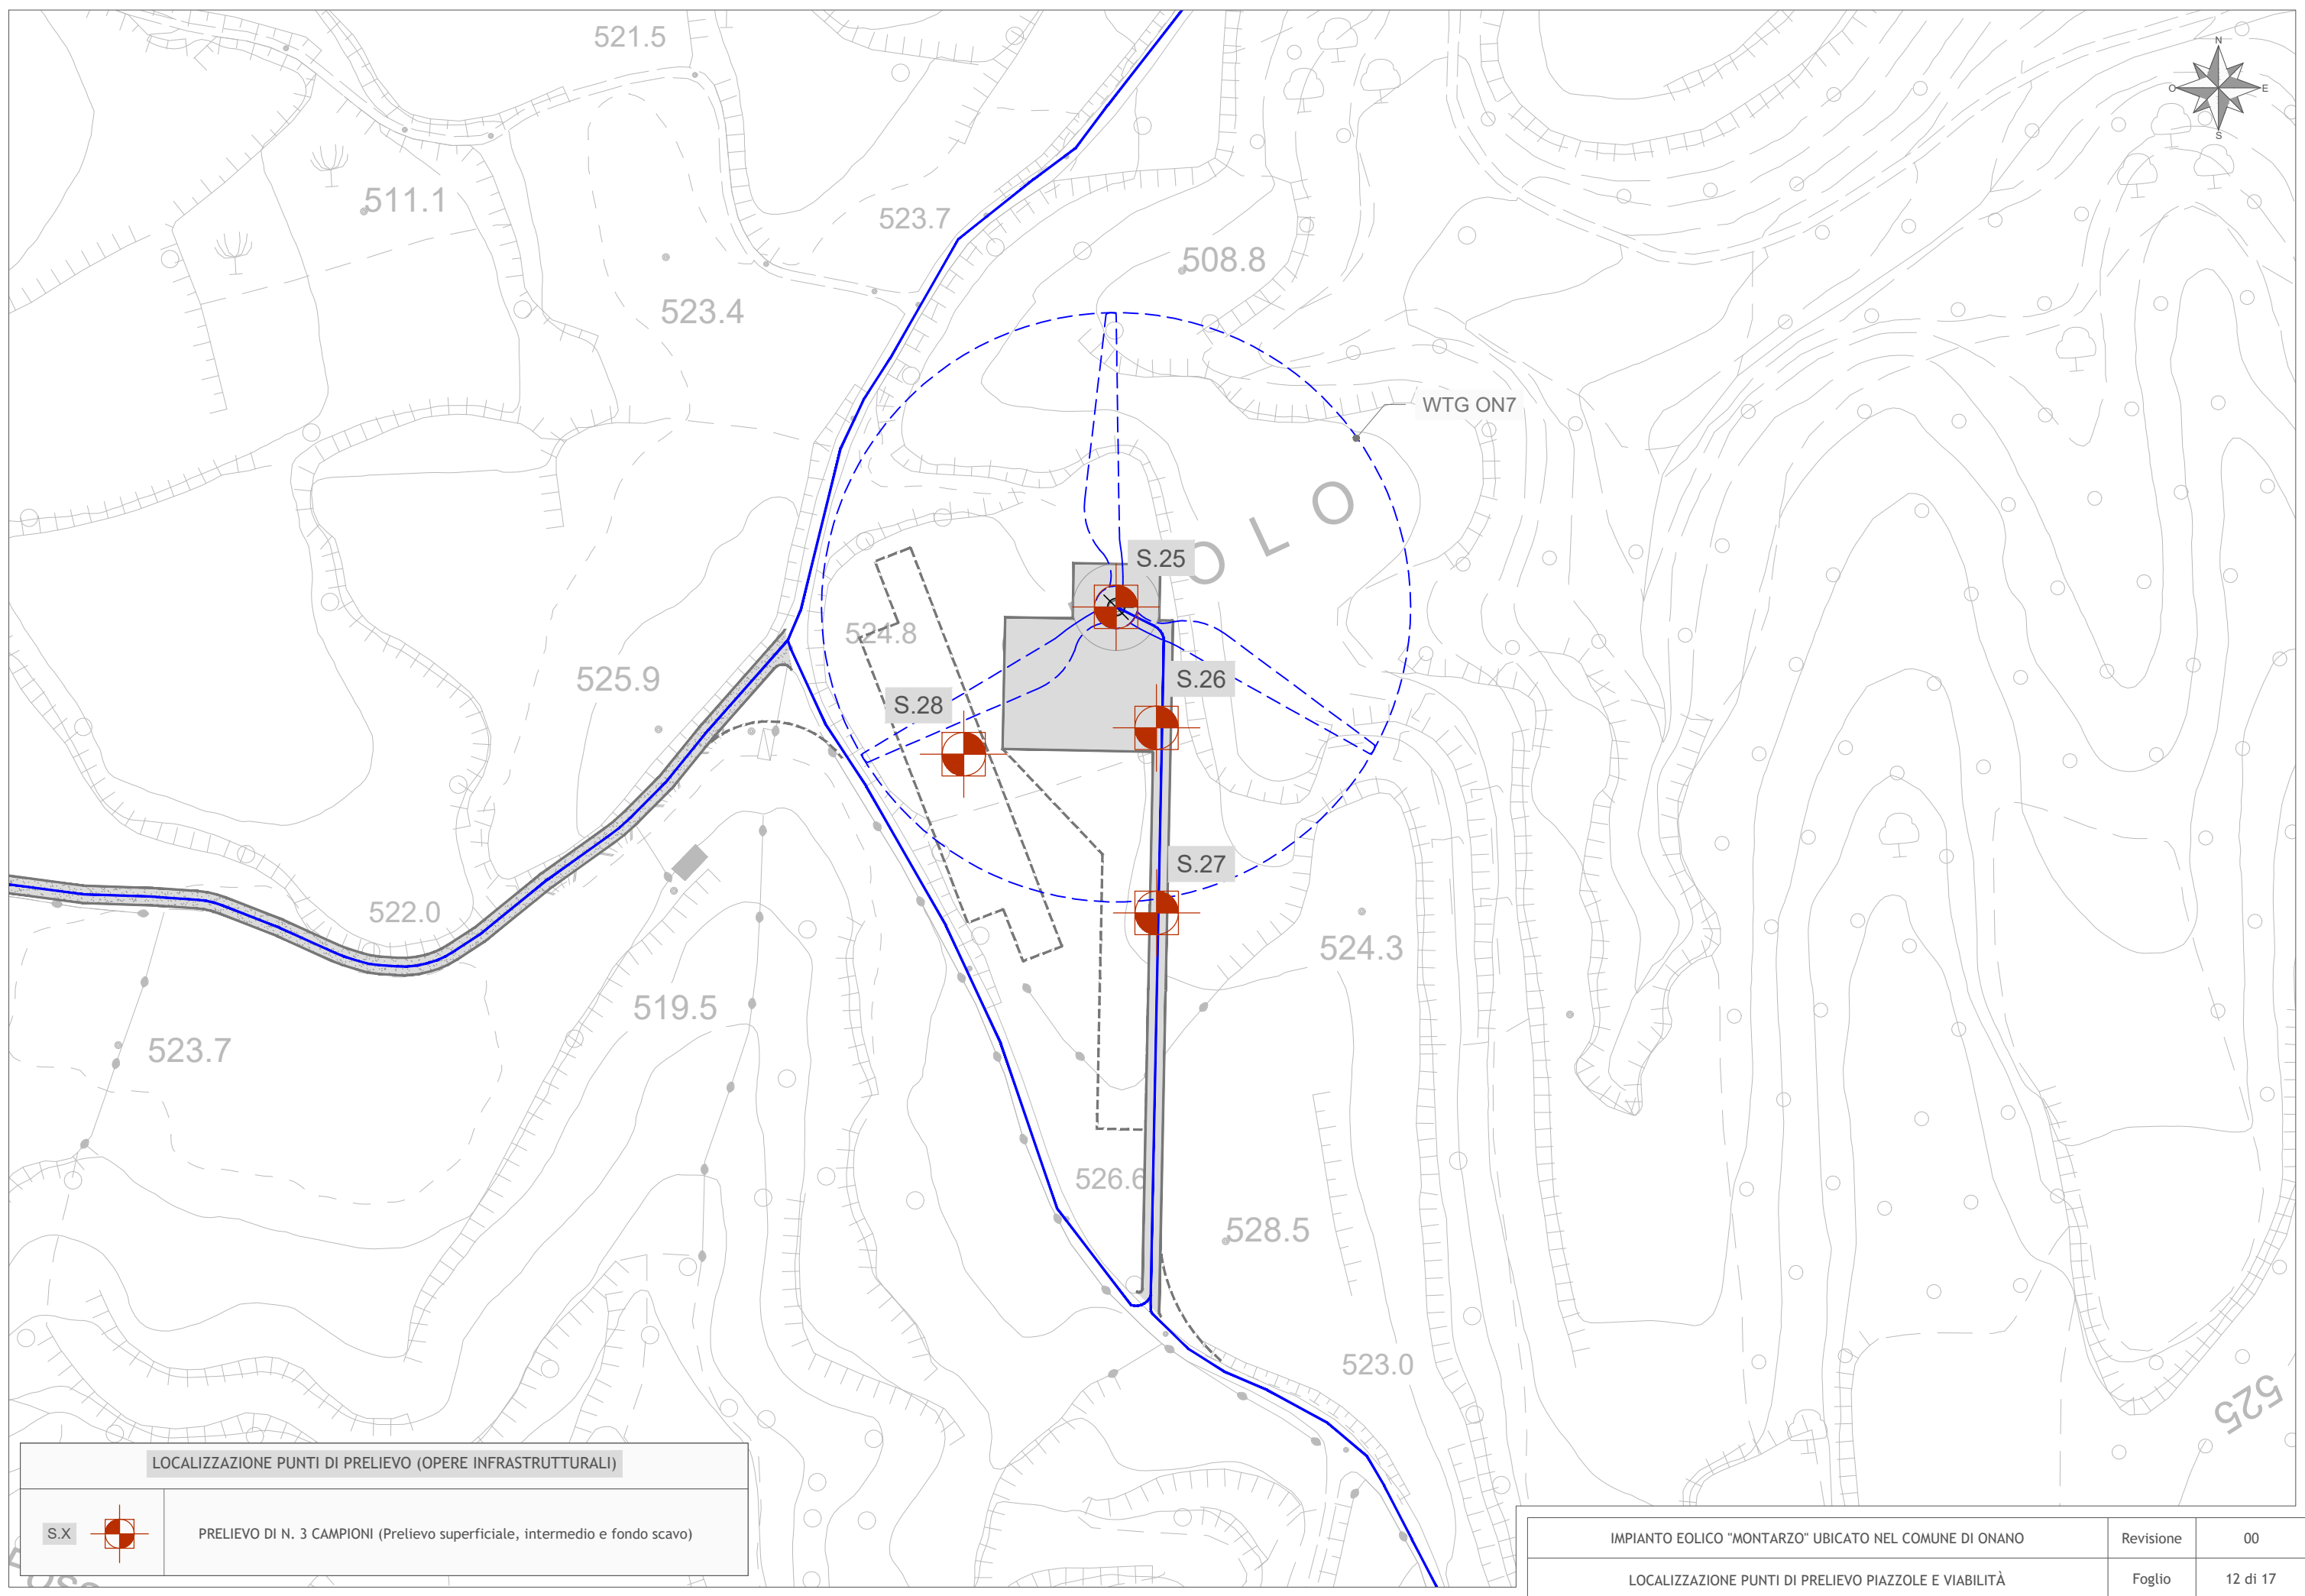 521.5
N
O
E
S
511.1
523.7
508.8
523.4
WTG ON7
O L O
S.25
524.8
S.26
525.9
S.28
S.27
522.0
524.3
519.5
523.7
526.6
528.5
523.0
525
LOCALIZZAZIONE PUNTI DI PRELIEVO (OPERE INFRASTRUTTURALI)
S.X
PRELIEVO DI N. 3 CAMPIONI (Prelievo superficiale, intermedio e fondo scavo)
IMPIANTO EOLICO "MONTARZO" UBICATO NEL COMUNE DI ONANO
Revisione
00
LOCALIZZAZIONE PUNTI DI PRELIEVO PIAZZOLE E VIABILITÀ
Foglio
12 di 17